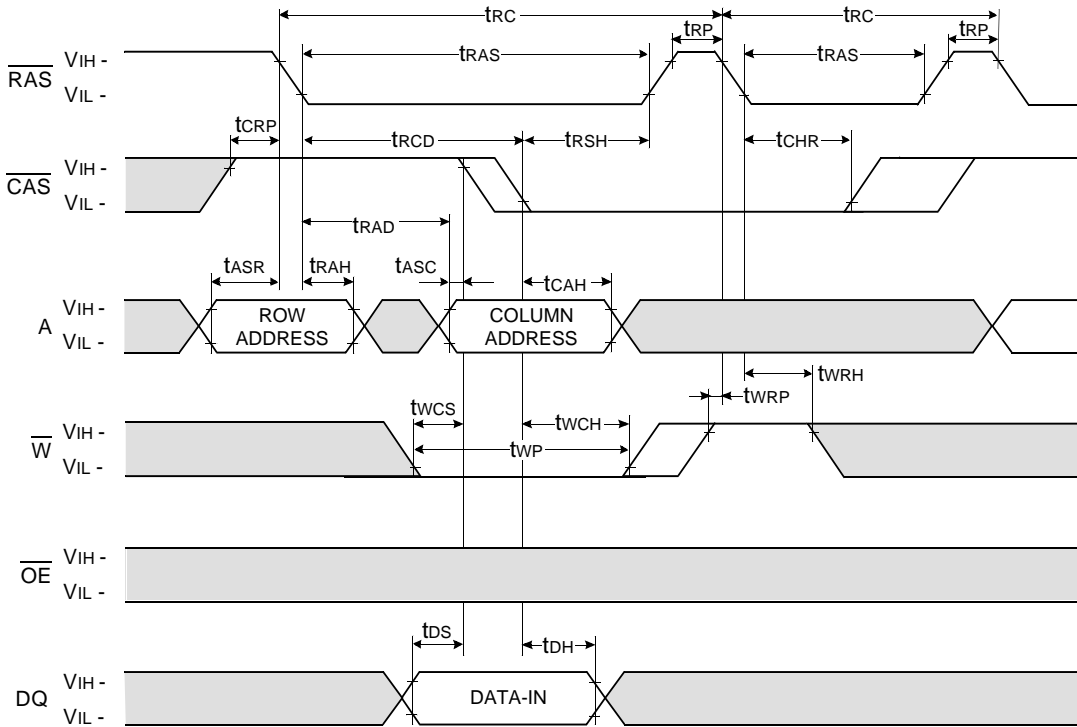 tRC tRC
tRP tRP
tRAS tRAS
RAS VIH -
VIL -
tCRP tRCD tRSH tCHR
CAS VIH -
VIL -
tRAD
tASR tRAH tASC tCAH
A VIH -
VIL -
ROW ADDRESS
COLUMN ADDRESS
tWRH
tWRP
tWCS tWCH
tWP
W VIH -
VIL -
OE VIH -
VIL -
tDS tDH
DQ VIH -
VIL -
DATA-IN